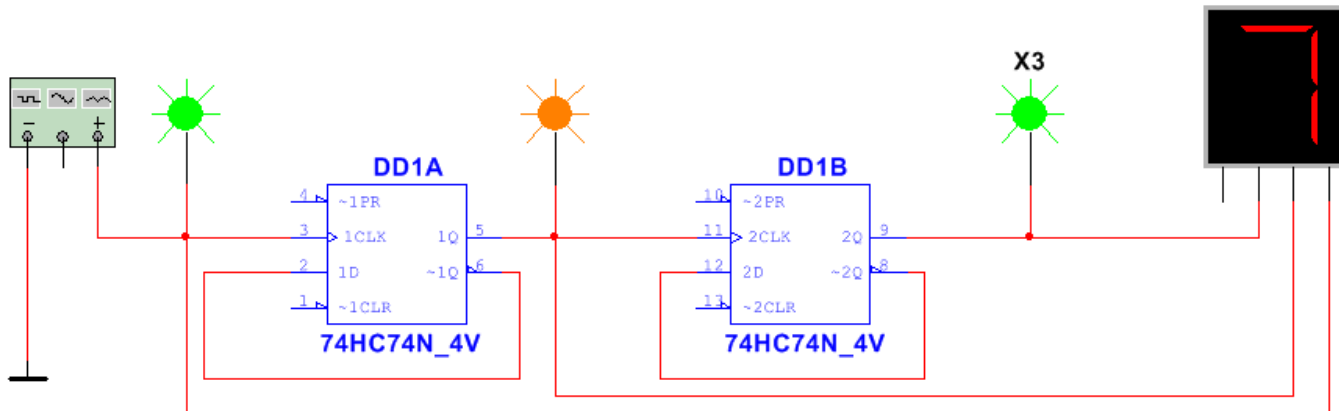 X3
DD1A
DD1B
4 ~1PR
10 ~2PR
3 1CLK 1Q 5
11 2CLK 2Q 9
2 1D ~1Q 6
12 2D ~2Q 8
1 ~1CLR
13 ~2CLR
74HC74N_4V
74HC74N_4V
7
− +